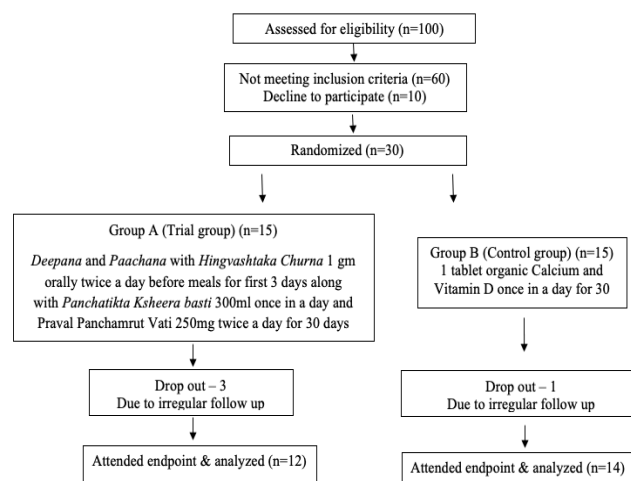 Assessed for eligibility (n=100)
Not meeting inclusion criteria (n=60)
Decline to participate (n=10)
Randomized (n=30)
Group A (Trial group) (n=15)
Deepana and Paachana with Hingvashtaka Churna 1 gm
orally twice a day before meals for first 3 days along
with Panchatikta Ksheera basti 300ml once in a day and
Praval Panchamrut Vati 250mg twice a day for 30 days
Group B (Control group) (n=15)
1 tablet organic Calcium and
Vitamin D once in a day for 30
Drop out – 3
Due to irregular follow up
Drop out – 1
Due to irregular follow up
Attended endpoint & analyzed (n=12)
Attended endpoint & analyzed (n=14)